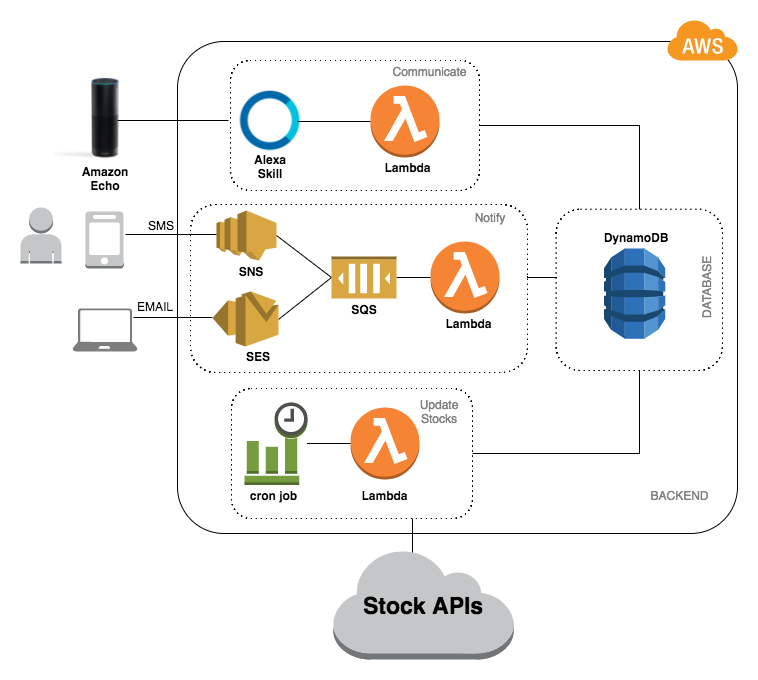 AWS
Communicate
Alexa
Skill
Lambda
Amazon
Echo
Notify
SMS
SNS
SQS
Lambda
EMAIL
SES
DynamoDB
DATABASE
Update
Stocks
cron job
Lambda
BACKEND
Stock APIs